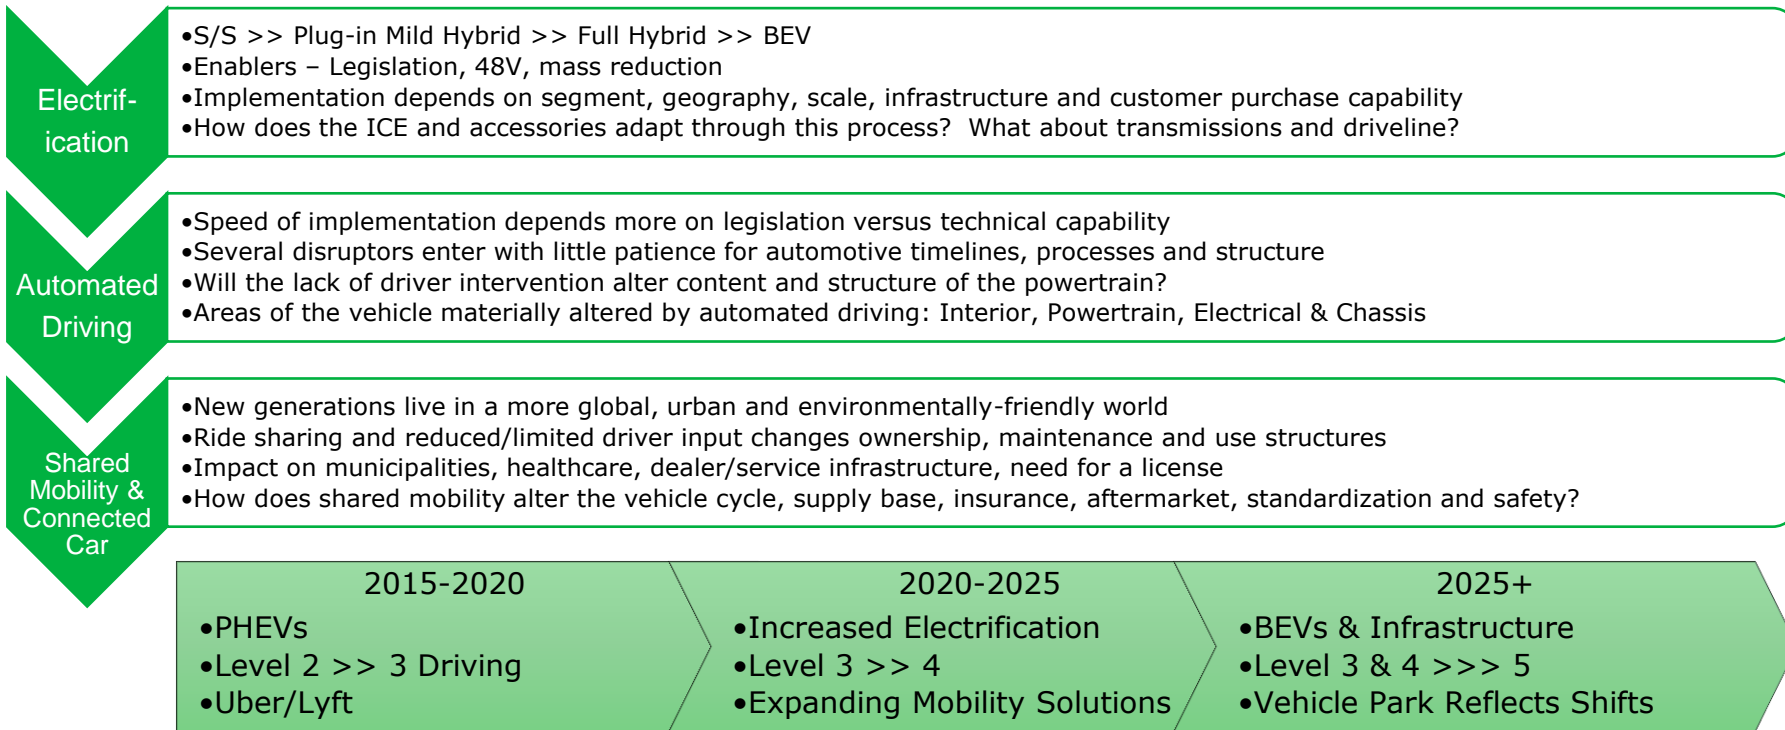 Electrif-
ication
•S/S >> Plug-in Mild Hybrid >> Full Hybrid >> BEV
•Enablers – Legislation, 48V, mass reduction
•Implementation depends on segment, geography, scale, infrastructure and customer purchase capability
•How does the ICE and accessories adapt through this process?  What about transmissions and driveline?
Automated
Driving
•Speed of implementation depends more on legislation versus technical capability
•Several disruptors enter with little patience for automotive timelines, processes and structure
•Will the lack of driver intervention alter content and structure of the powertrain?
•Areas of the vehicle materially altered by automated driving: Interior, Powertrain, Electrical & Chassis
Shared
Mobility &
Connected
Car
•New generations live in a more global, urban and environmentally-friendly world
•Ride sharing and reduced/limited driver input changes ownership, maintenance and use structures
•Impact on municipalities, healthcare, dealer/service infrastructure, need for a license
•How does shared mobility alter the vehicle cycle, supply base, insurance, aftermarket, standardization and safety?
2015-2020
•PHEVs
•Level 2 >> 3 Driving
•Uber/Lyft
2020-2025
•Increased Electrification
•Level 3 >> 4
•Expanding Mobility Solutions
2025+
•BEVs & Infrastructure
•Level 3 & 4 >>> 5
•Vehicle Park Reflects Shifts